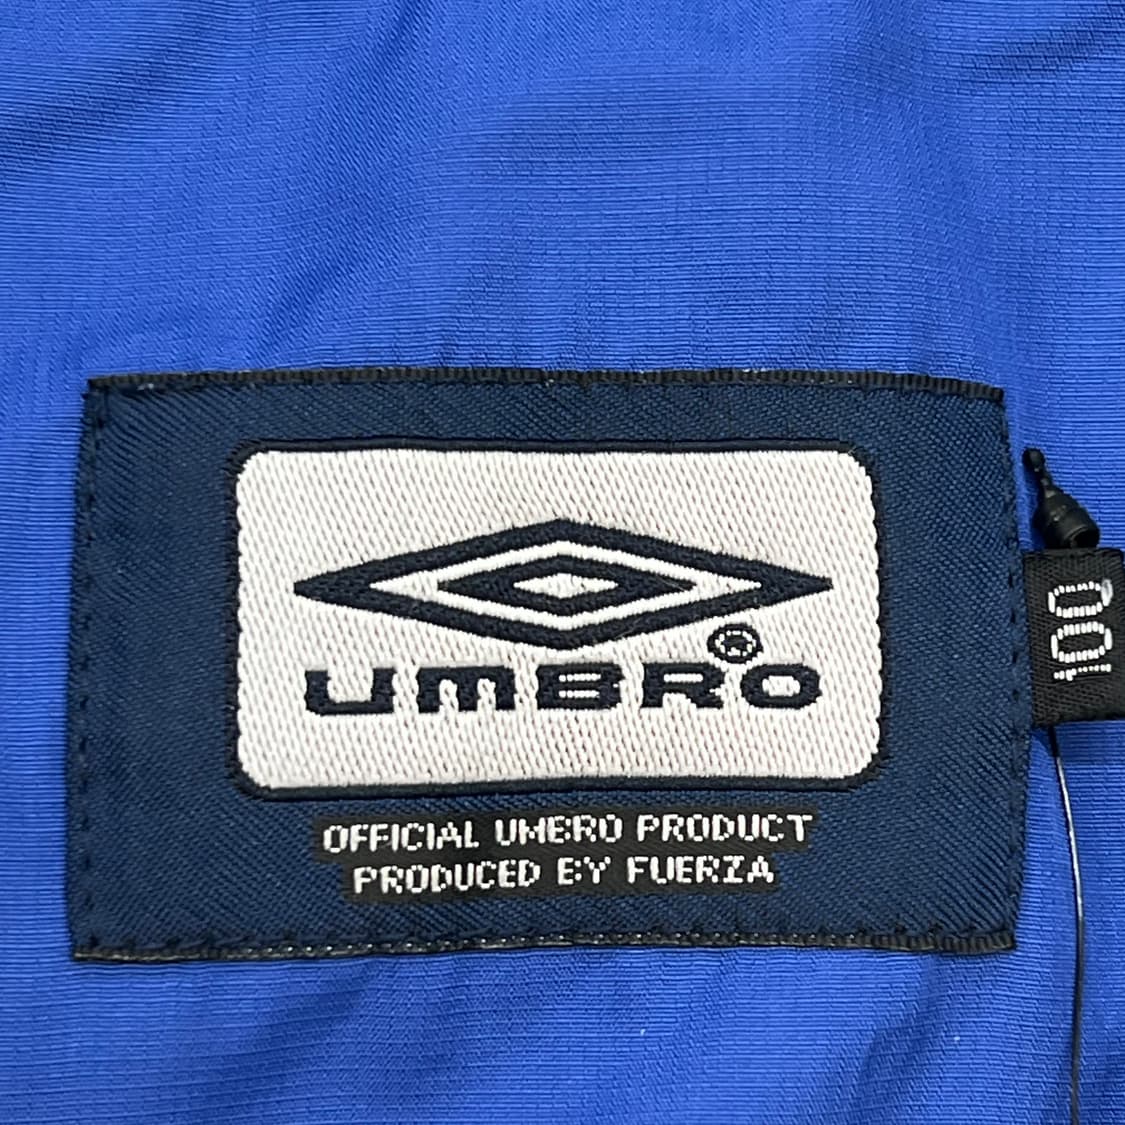 UMBRO®
OFFICIAL UMBRO PRODUCT
PRODUCED BY FUERZA
100